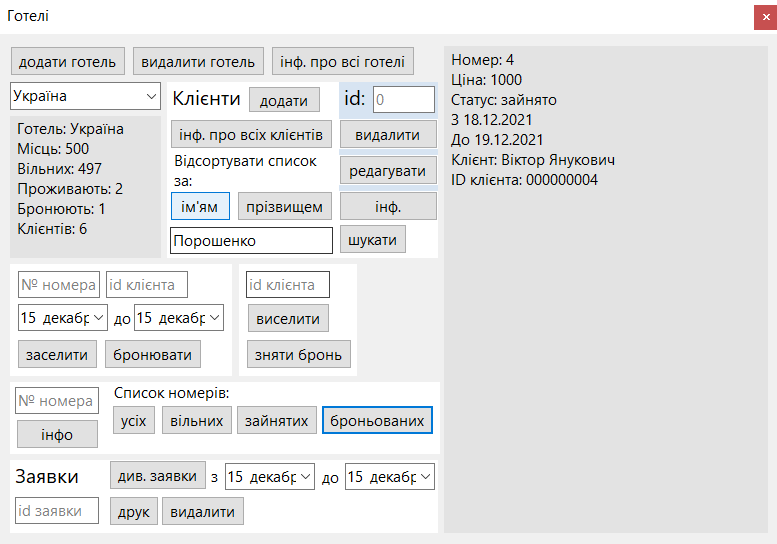 Готелі
додати готель
видалити готель
інф. про всі готелі
Україна
Готель: Україна
Місць: 500
Вільних: 497
Проживають: 2
Бронюють: 1
Клієнтів: 6
Клієнти
додати
id:
0
інф. про всіх клієнтів
видалити
Відсортувати список
за:
редагувати
ім'ям
прізвищем
інф.
Порошенко
шукати
№ номера
id клієнта
15 декабр
до
15 декабр
заселити
бронювати
id клієнта
виселити
зняти бронь
№ номера
інфо
Список номерів:
усіх
вільних
зайнятих
броньованих
Заявки
див. заявки
з
15 декабр
до
15 декабр
id заявки
друк
видалити
Номер: 4
Ціна: 1000
Статус: зайнято
З 18.12.2021
До 19.12.2021
Клієнт: Віктор Янукович
ID клієнта: 000000004